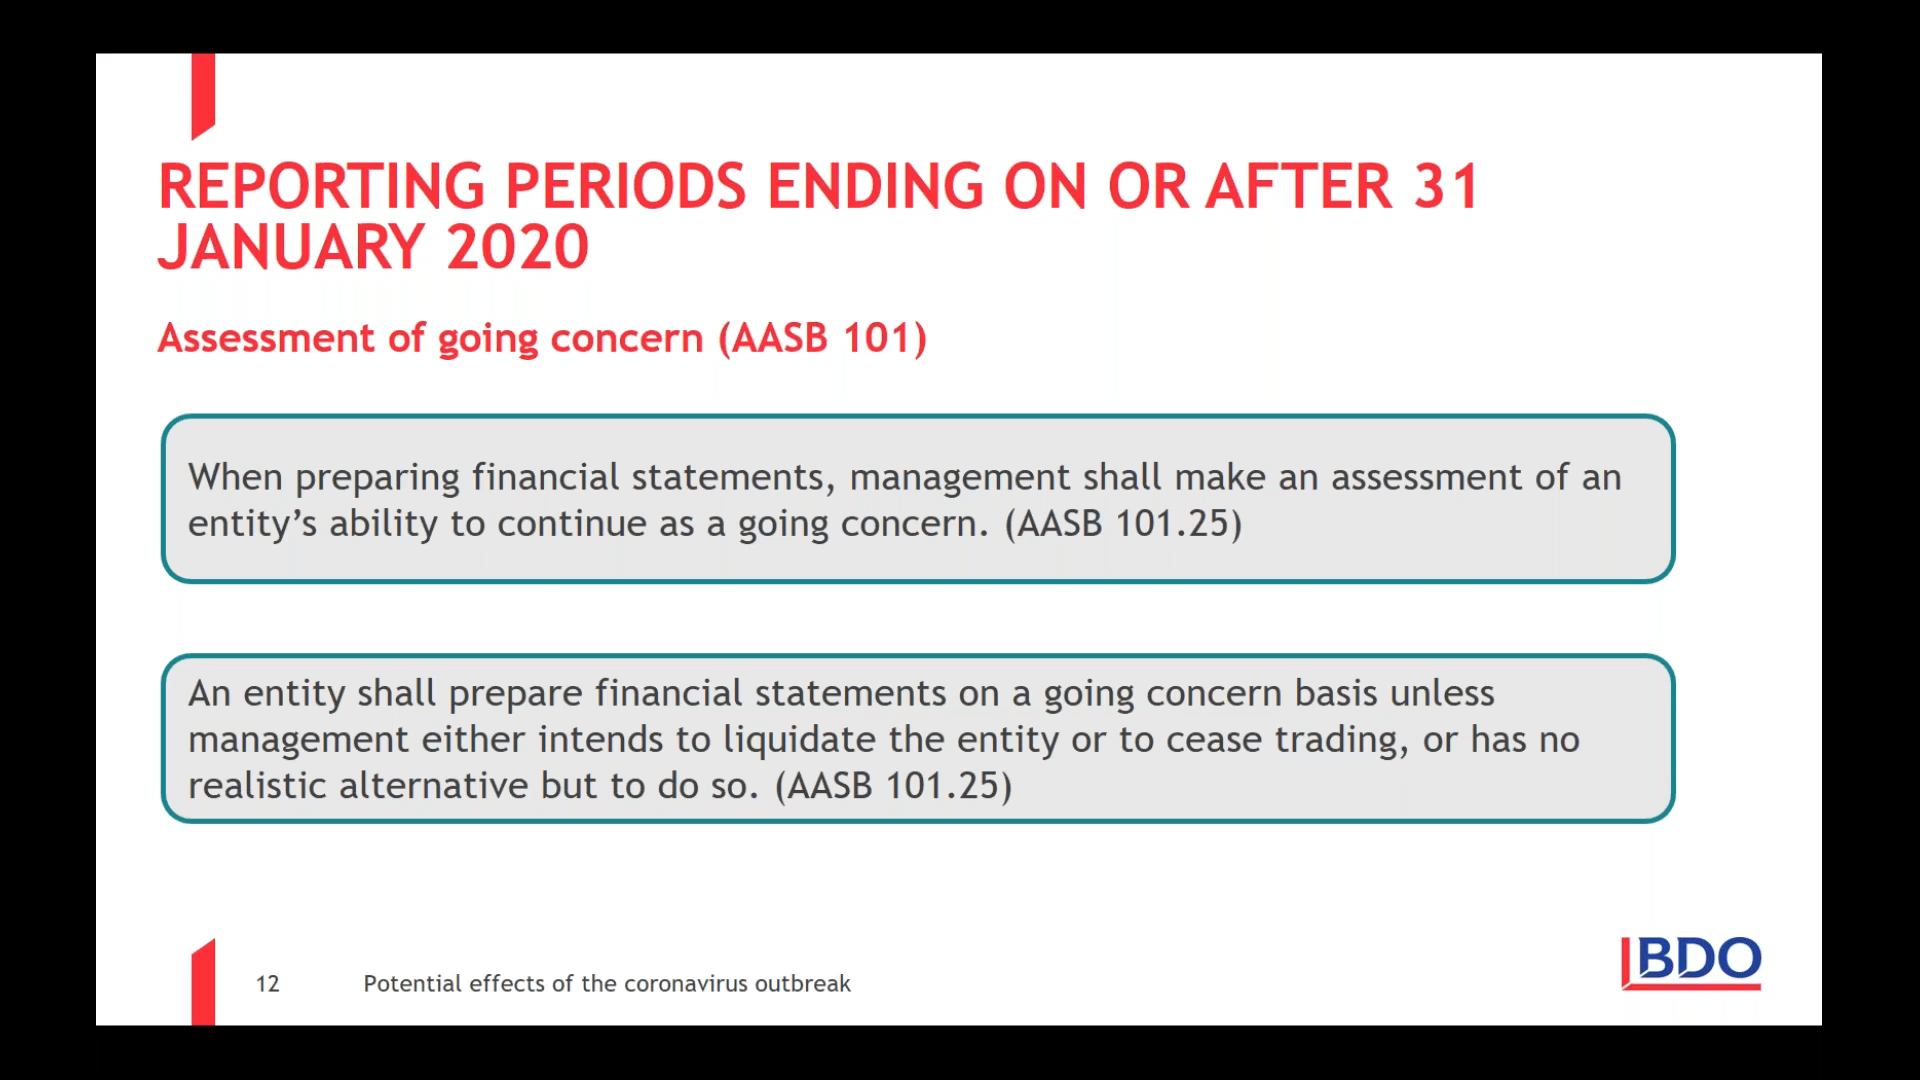 REPORTING PERIODS ENDING ON OR AFTER 31
JANUARY 2020
Assessment of going concern (AASB 101)
When preparing financial statements, management shall make an assessment of an
entity’s ability to continue as a going concern. (AASB 101.25)
An entity shall prepare financial statements on a going concern basis unless
management either intends to liquidate the entity or to cease trading, or has no
realistic alternative but to do so. (AASB 101.25)
12 Potential effects of the coronavirus outbreak
BDO